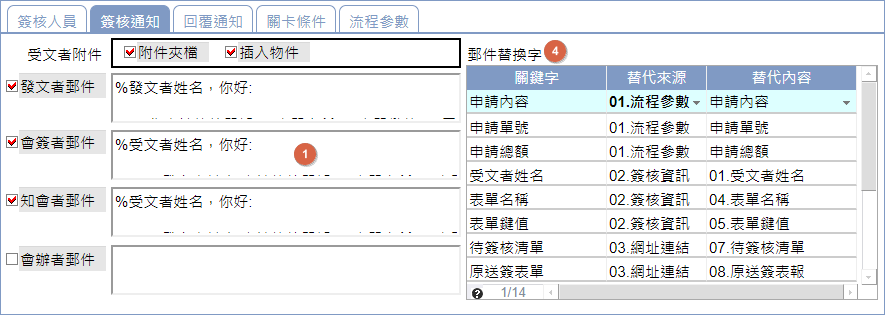 簽核人員 簽核通知 回覆通知 關卡條件 流程參數
受文者附件 附件夾檔 插入物件
發文者郵件 %發文者姓名，你好:
會簽者郵件 %受文者姓名，你好:
1
知會者郵件 %受文者姓名，你好:
會辦者郵件
郵件替換字 4
關鍵字 替代來源 替代內容
申請內容 01.流程參數 申請內容
申請單號 01.流程參數 申請單號
申請總額 01.流程參數 申請總額
受文者姓名 02.簽核資訊 01.受文者姓名
表單名稱 02.簽核資訊 04.表單名稱
表單鍵值 02.簽核資訊 05.表單鍵值
待簽核清單 03.網址連結 07.待簽核清單
原送簽表單 03.網址連結 08.原送簽表報
? 1/14